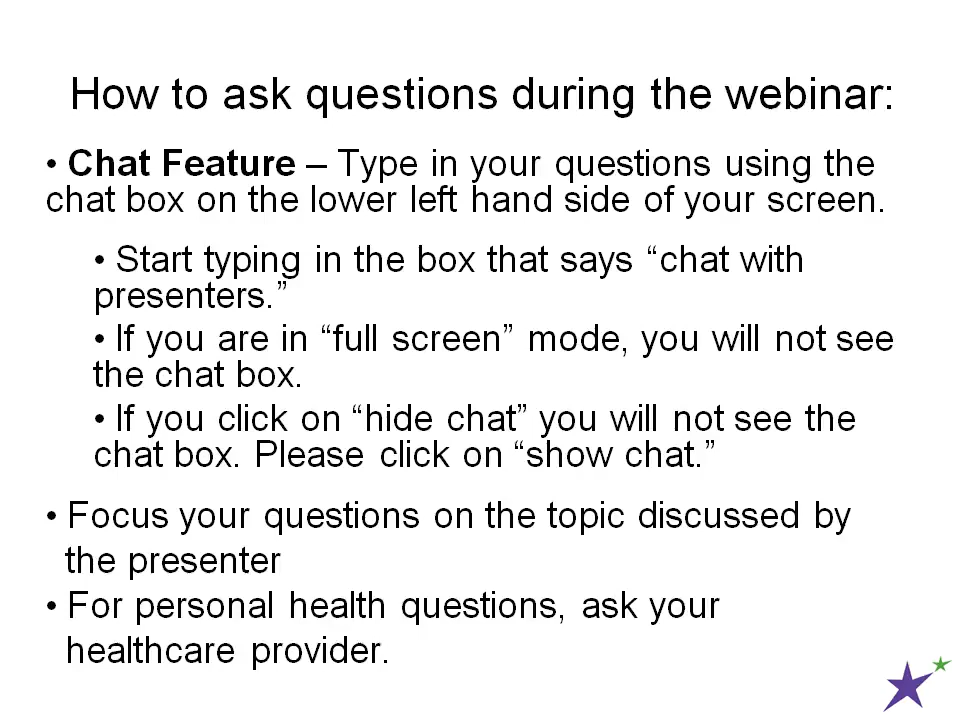 How to ask questions during the webinar:
• Chat Feature – Type in your questions using the
chat box on the lower left hand side of your screen.
• Start typing in the box that says “chat with
presenters.”
• If you are in “full screen” mode, you will not see
the chat box.
• If you click on “hide chat” you will not see the
chat box. Please click on “show chat.”
• Focus your questions on the topic discussed by
the presenter
• For personal health questions, ask your
healthcare provider.